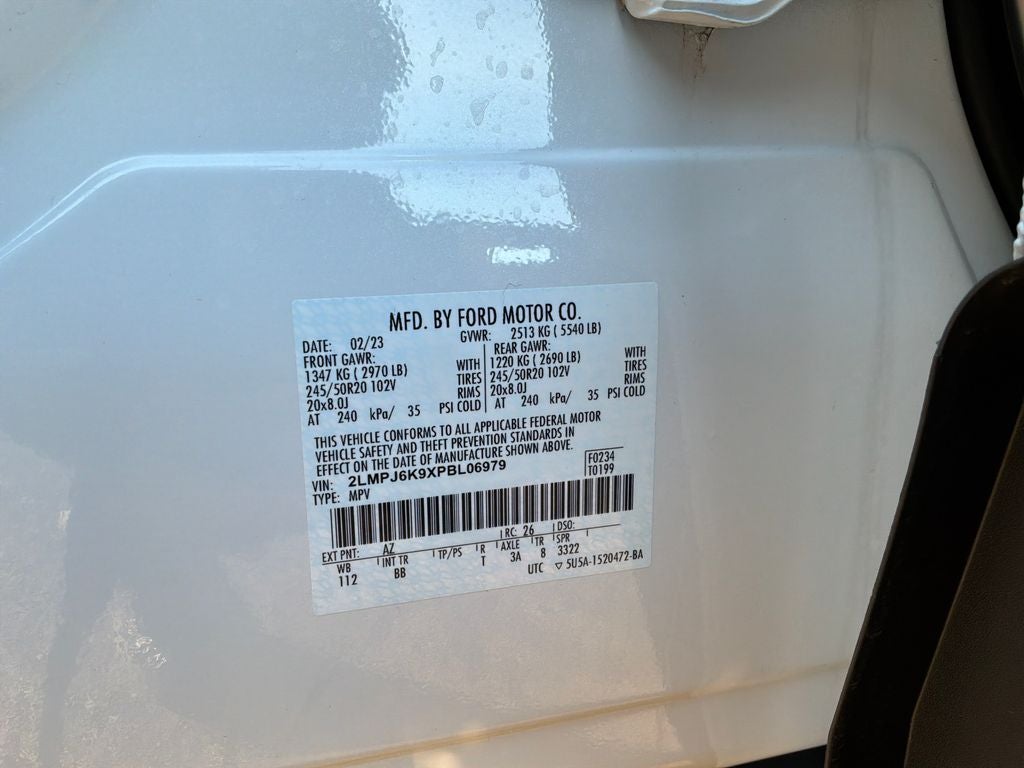 MFD. BY FORD MOTOR CO.
DATE: 02/23 GVWR: 2513 KG ( 5540 LB)
FRONT GAWR: REAR GAWR:
1347 KG ( 2970 LB) WITH 1220 KG ( 2690 LB) WITH
245/50R20 102V TIRES 245/50R20 102V TIRES
20x8.0J RIMS 20x8.0J RIMS
AT 240 kPa/ 35 PSI COLD AT 240 kPa/ 35 PSI COLD
THIS VEHICLE CONFORMS TO ALL APPLICABLE FEDERAL MOTOR
VEHICLE SAFETY AND THEFT PREVENTION STANDARDS IN
EFFECT ON THE DATE OF MANUFACTURE SHOWN ABOVE.
VIN: 2LMPJ6K9XPBL06979 F0234
TYPE: MPV T0199
EXT PNT: AZ RC: 26 DSO:
WB INT TR TP/PS R AXLE TR SPR
112 BB T 3A 8 3322
UTC ▽ 5U5A-1520472-BA